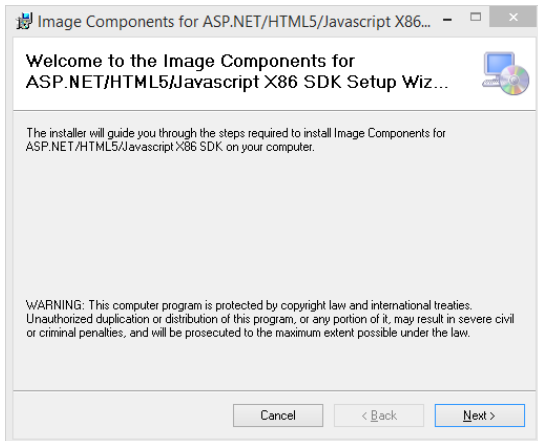 Image Components for ASP.NET/HTML5/Javascript X86...
Welcome to the Image Components for
ASP.NET/HTML5/Javascript X86 SDK Setup Wiz...
The installer will guide you through the steps required to install Image Components for
ASP.NET/HTML5/Javascript X86 SDK on your computer.
WARNING: This computer program is protected by copyright law and international treaties.
Unauthorized duplication or distribution of this program, or any portion of it, may result in severe civil
or criminal penalties, and will be prosecuted to the maximum extent possible under the law.
Cancel
< Back
Next >